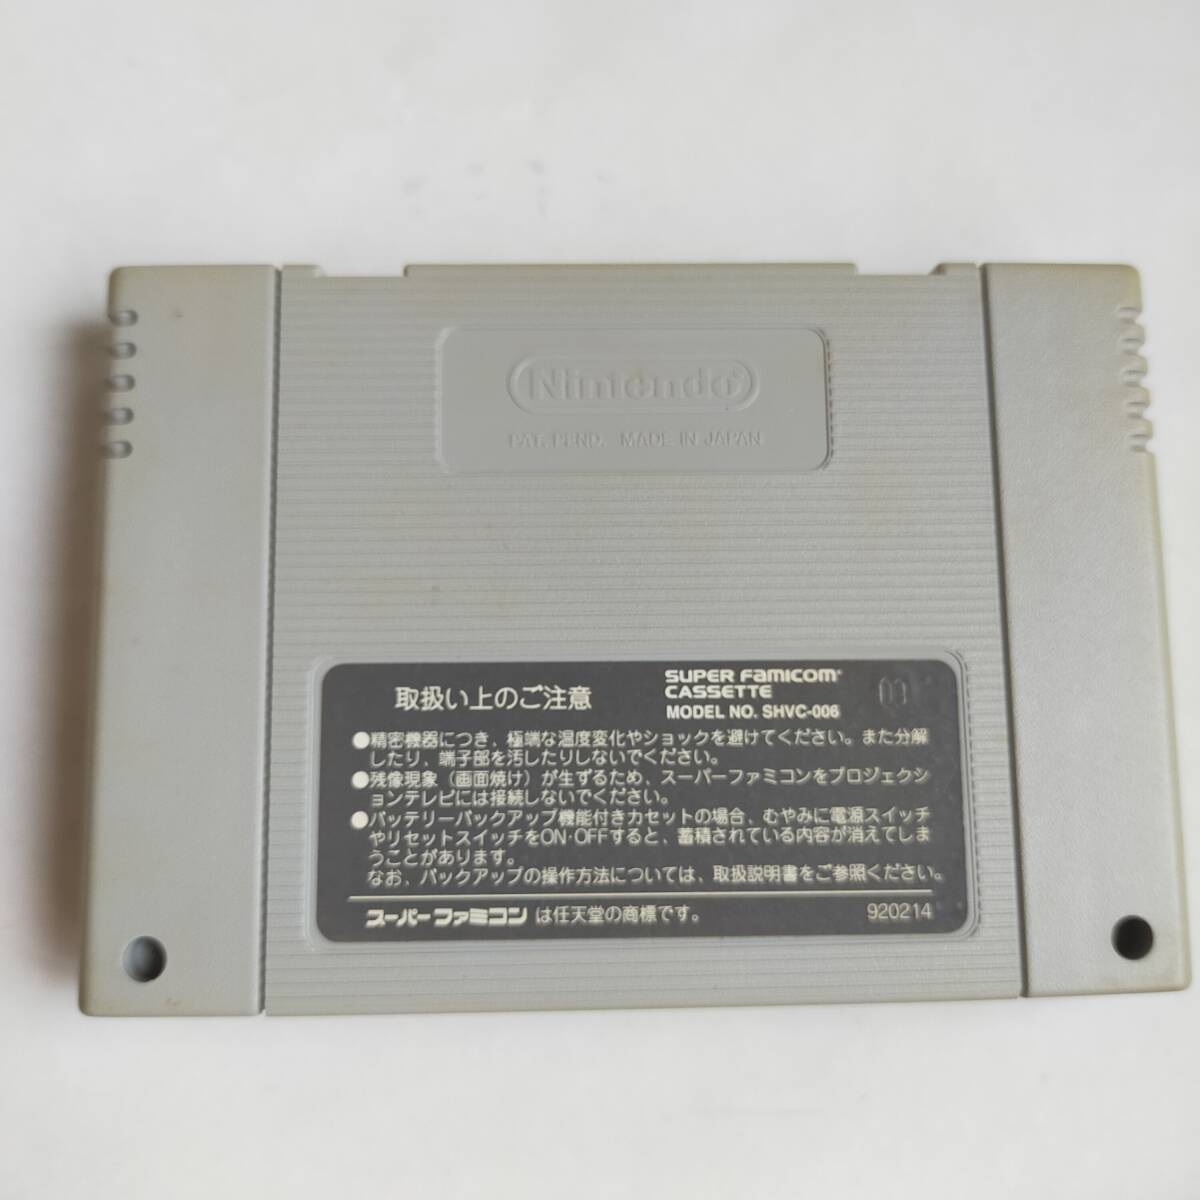 Nintendo
PAT. PEND. MADE IN JAPAN
取扱い上のご注意
SUPER FAMICOM
CASSETTE
MODEL NO. SHVC-006
●精密機器につき、極端な温度変化やショックを避けてください。また分解
したり、端子部を汚したりしないでください。
●残像現象（画面焼け）が生ずるため、スーパーファミコンをプロジェクシ
ョンテレビには接続しないでください。
●バッテリーバックアップ機能付きカセットの場合、むやみに電源スイッチ
やリセットスイッチをON・OFFすると、蓄積されている内容が消えてしま
うことがあります。
なお、バックアップの操作方法については、取扱説明書をご参照ください。
スーパーファミコン は任天堂の商標です。
920214